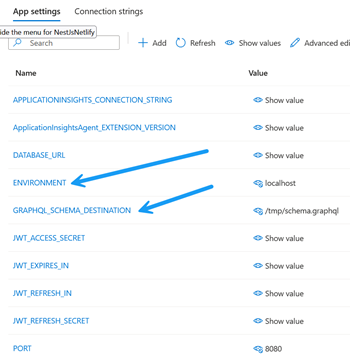 App settings Connection strings
ide the menu for NestJsNetlify
Search Add Refresh Show values Advanced edi
Name Value
APPLICATIONINSIGHTS_CONNECTION_STRING Show value
ApplicationInsightsAgent_EXTENSION_VERSION Show value
DATABASE_URL Show value
ENVIRONMENT localhost
GRAPHQL_SCHEMA_DESTINATION /tmp/schema.graphql
JWT_ACCESS_SECRET Show value
JWT_EXPIRES_IN Show value
JWT_REFRESH_IN Show value
JWT_REFRESH_SECRET Show value
PORT 8080